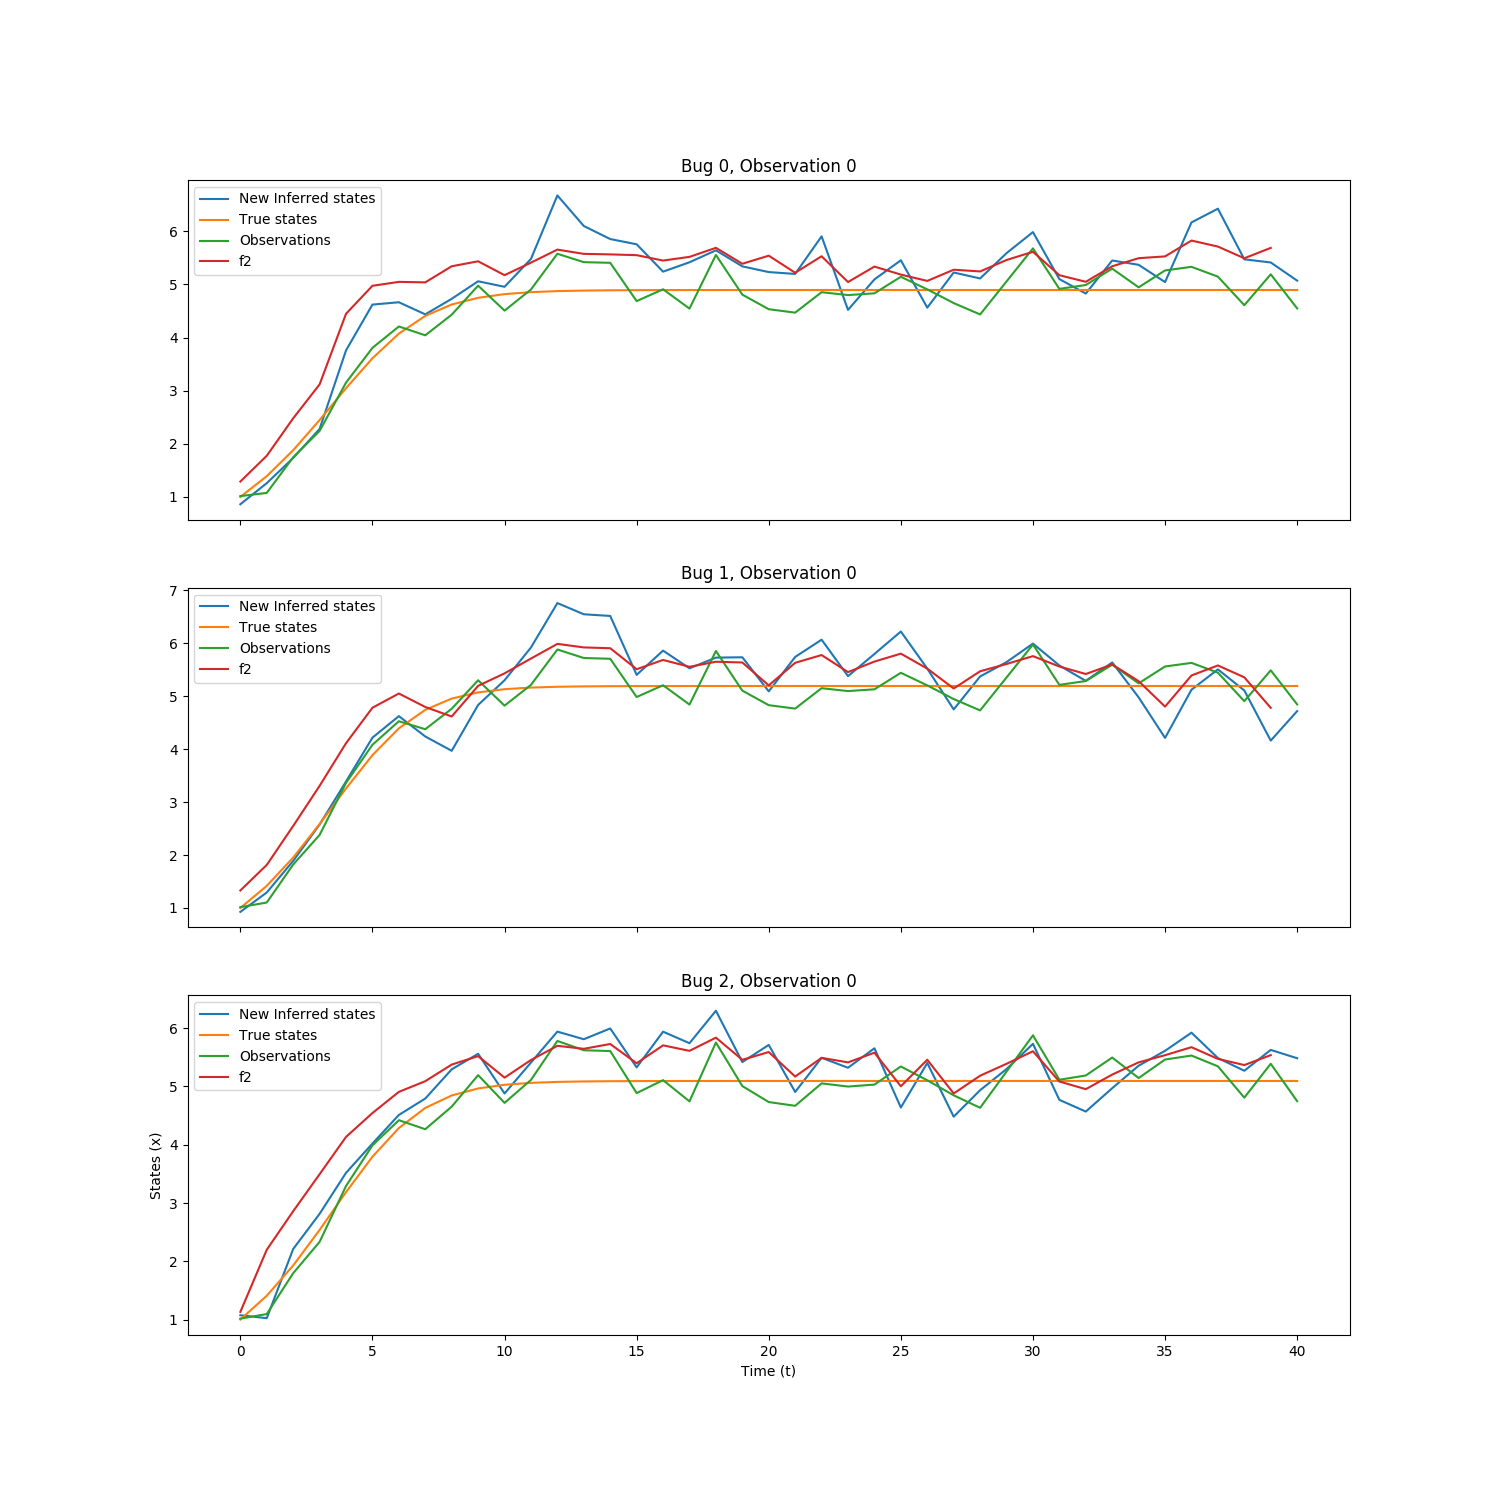 Bug 0, Observation 0
New Inferred states
True states
Observations
f2
6
5
4
3
2
1
Bug 1, Observation 0
New Inferred states
True states
Observations
f2
7
6
5
4
3
2
1
Bug 2, Observation 0
New Inferred states
True states
Observations
f2
6
5
4
3
2
1
States (x)
0 5 10 15 20 25 30 35 40
Time (t)